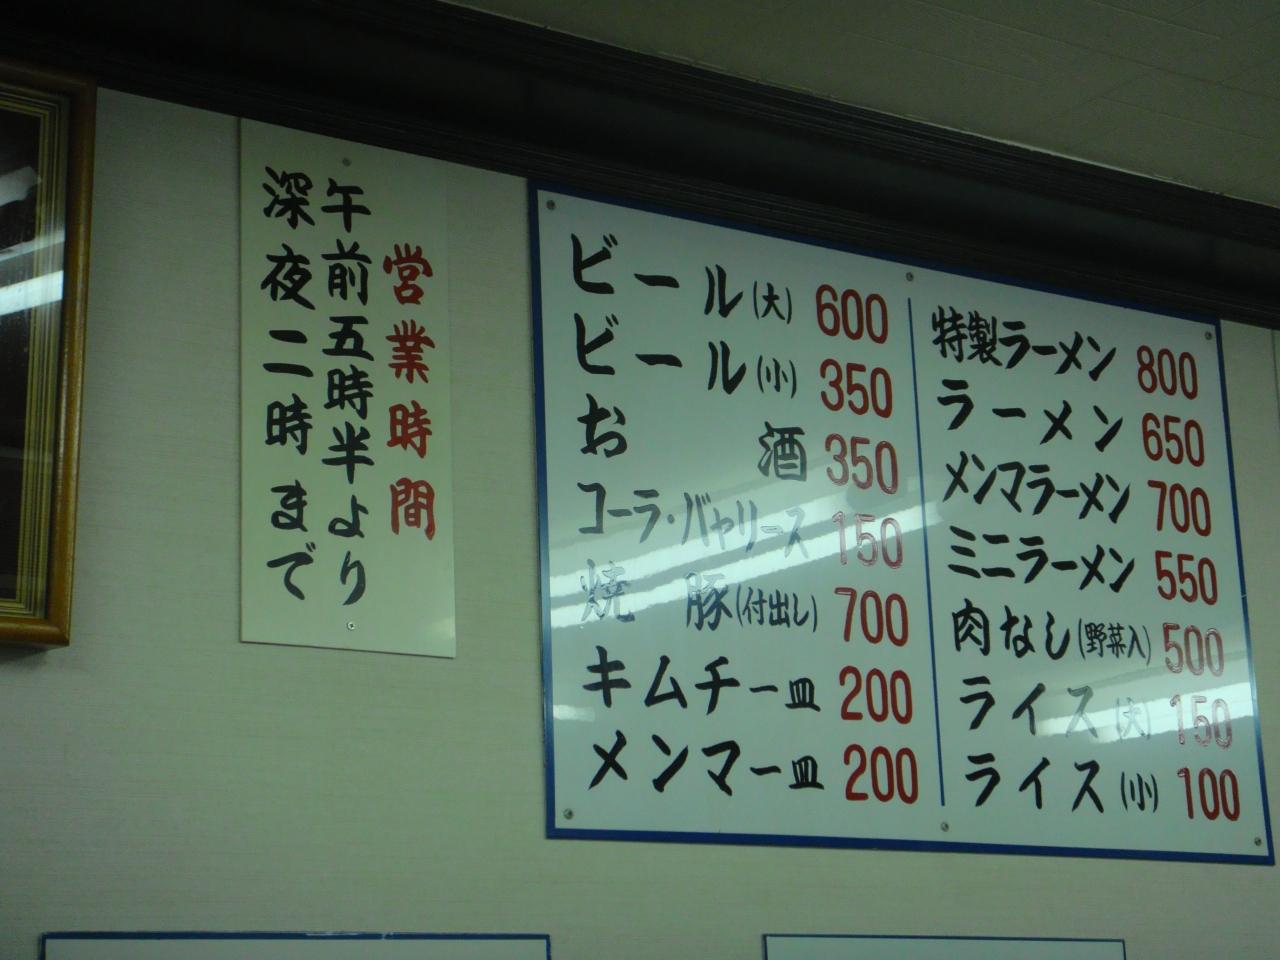 営業時間
午前五時半より
深夜二時まで
ビール(大) 600
ビール(小) 350
お酒 350
コーラ・バャリース 150
焼豚(付出し) 700
キムチ一皿 200
メンマ一皿 200
特製ラーメン 800
ラーメン 650
メンマラーメン 700
ミニラーメン 550
肉なし(野菜入) 500
ライス(大) 150
ライス(小) 100